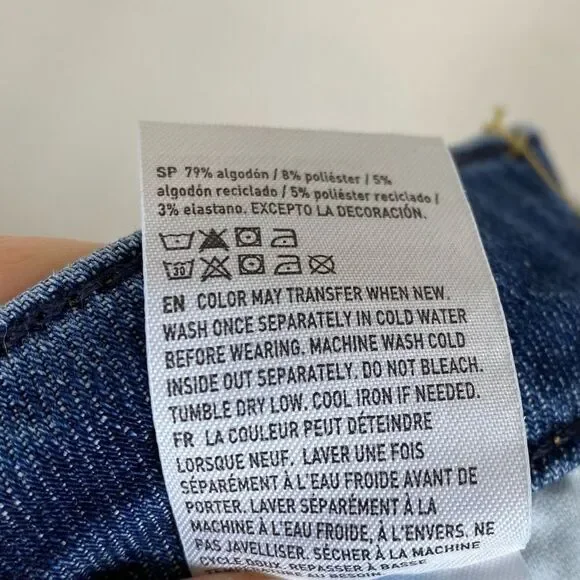 SP 79% algodón / 8% poliéster / 5%
algodón reciclado / 5% poliéster reciclado /
3% elastano. EXCEPTO LA DECORACIÓN.
30
EN COLOR MAY TRANSFER WHEN NEW.
WASH ONCE SEPARATELY IN COLD WATER
BEFORE WEARING. MACHINE WASH COLD
INSIDE OUT SEPARATELY. DO NOT BLEACH.
TUMBLE DRY LOW. COOL IRON IF NEEDED.
FR LA COULEUR PEUT DÉTEINDRE
LORSQUE NEUF. LAVER UNE FOIS
SÉPARÉMENT À L'EAU FROIDE AVANT DE
PORTER. LAVER SÉPARÉMENT À LA
MACHINE À L'EAU FROIDE, À L'ENVERS. NE
PAS JAVELLISER. SÉCHER À LA MACHINE
CYCLE DOUX. REPASSER À BASSE
TEMPÉRATURE AU BESOIN